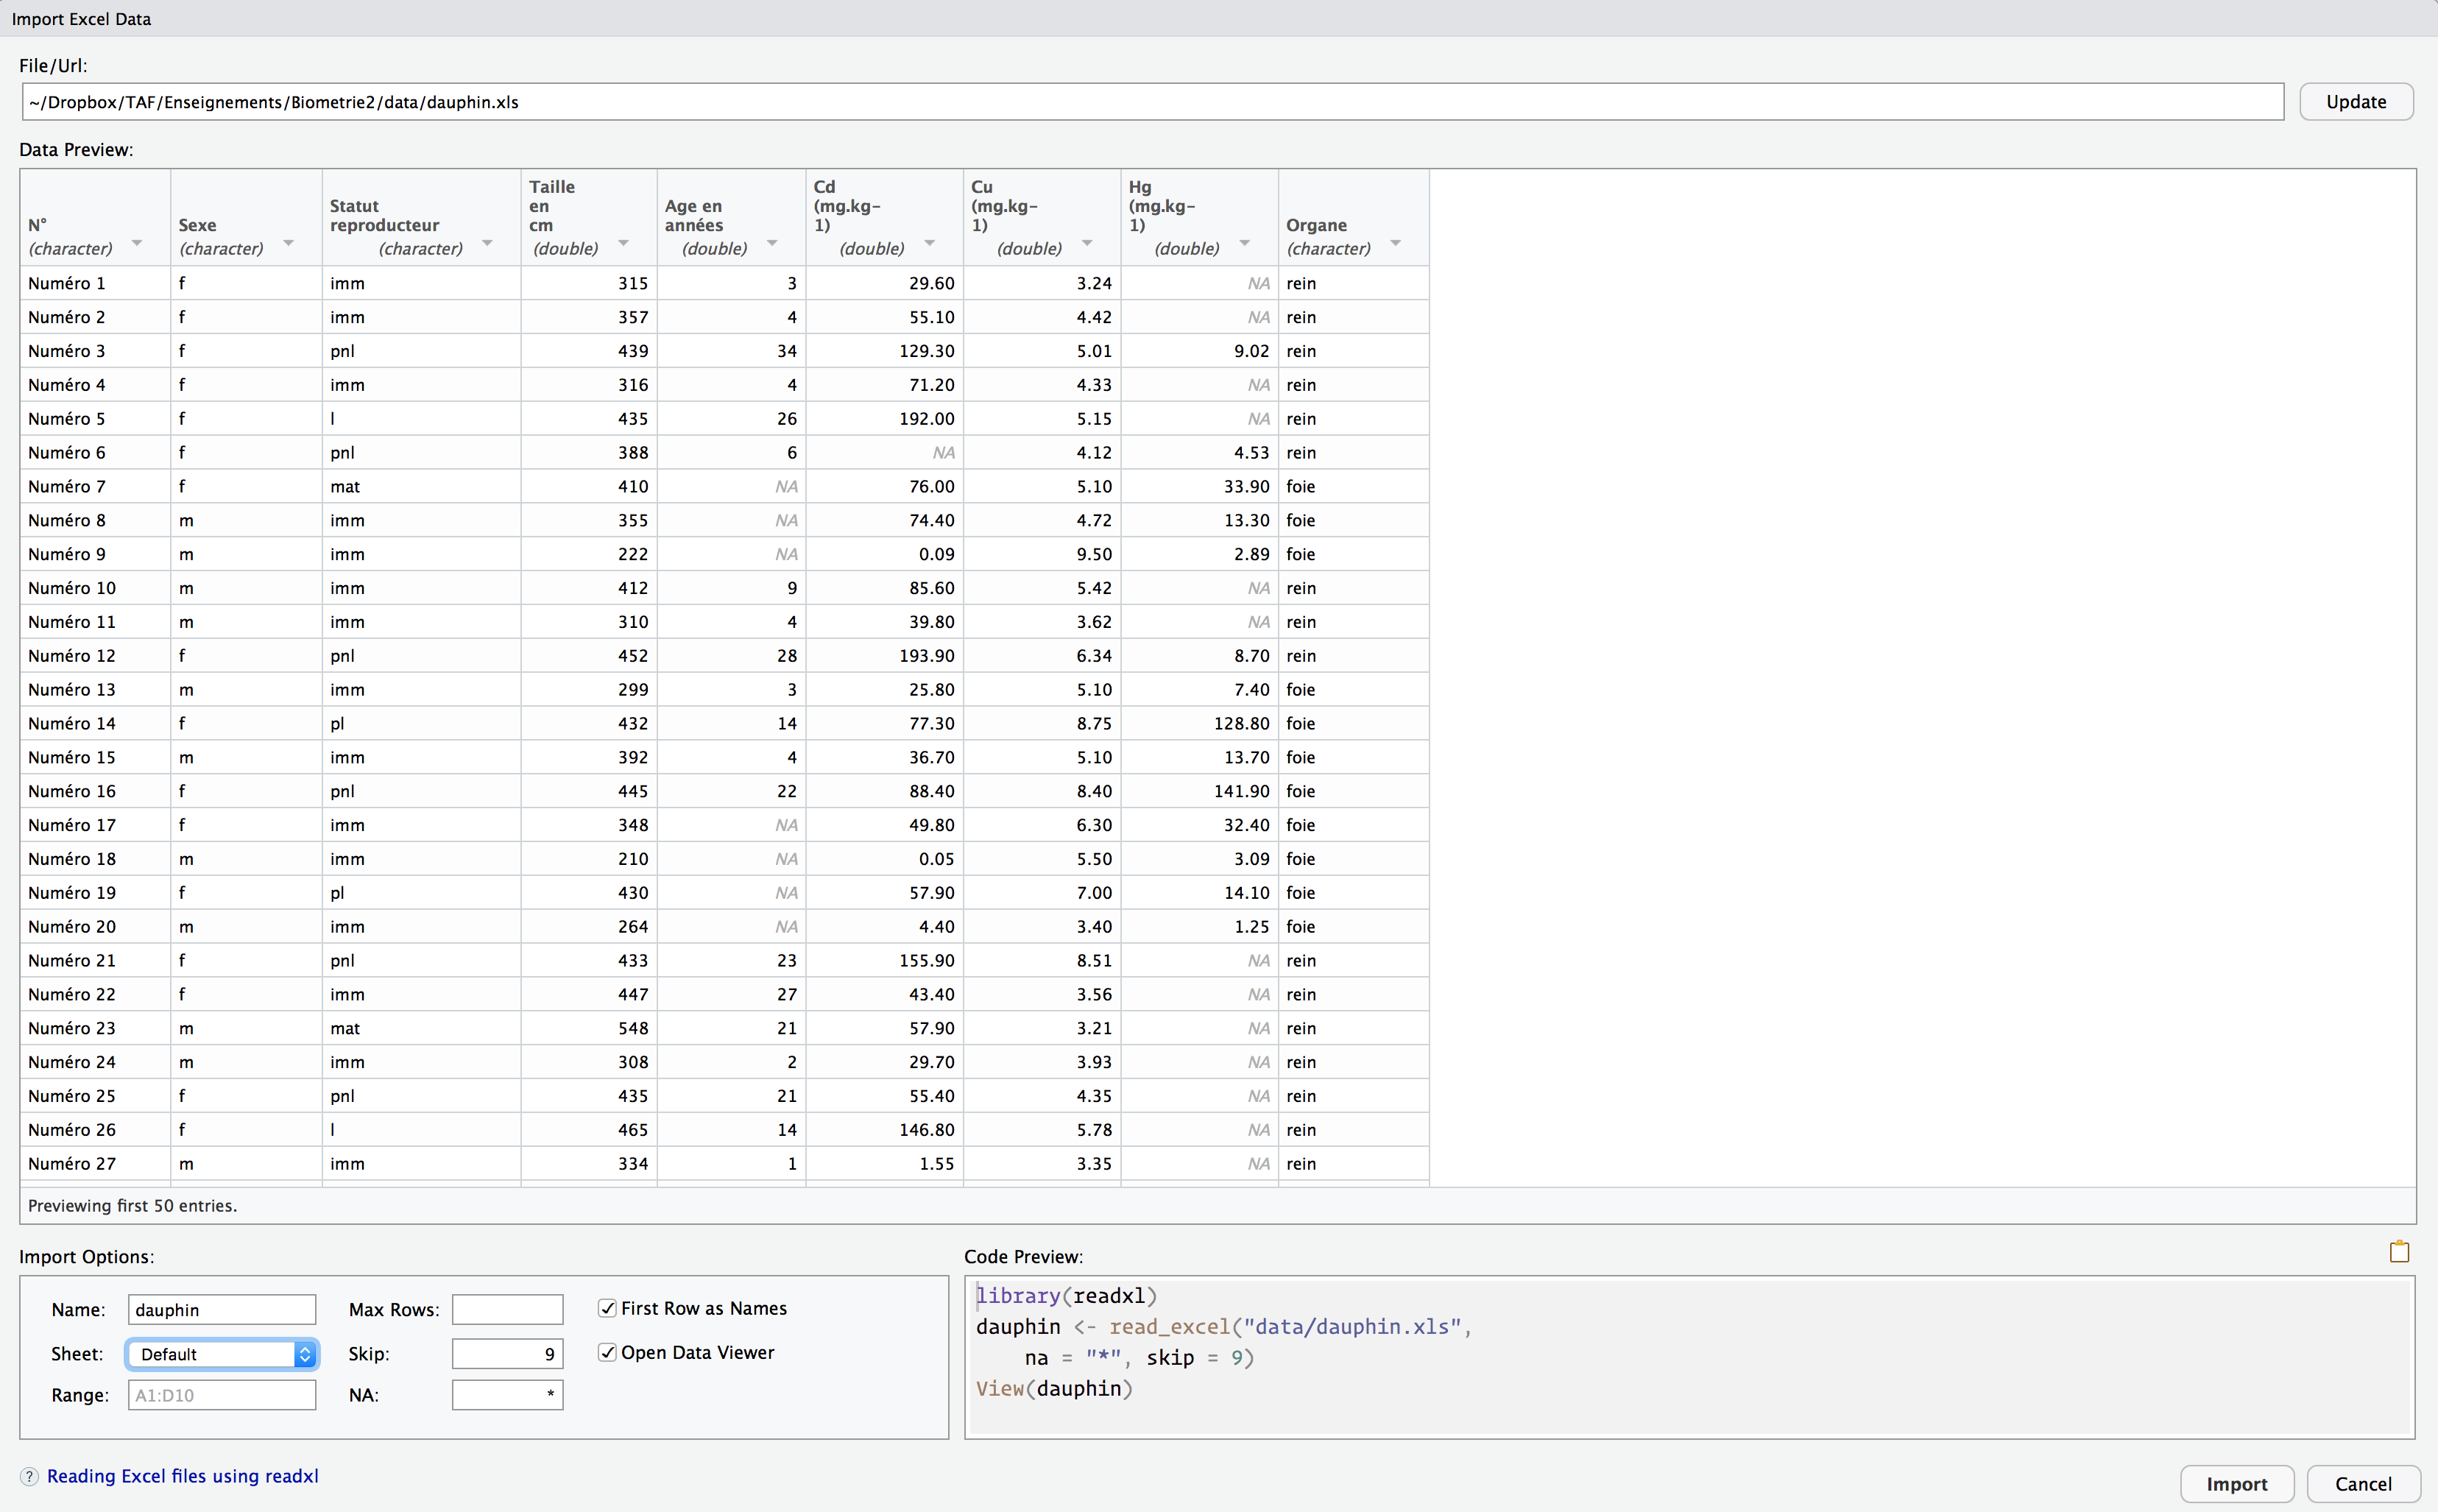 Import Excel Data
File/Url:
~/Dropbox/TAF/Enseignements/Biometrie2/data/dauphin.xls
Update
Data Preview:
N° (character) Sexe (character) Statut reproducteur (character) Taille en cm (double) Age en années (double) Cd (mg.kg-1) (double) Cu (mg.kg-1) (double) Hg (mg.kg-1) (double) Organe (character)
Numéro 1 f imm 315 3 29.60 3.24 NA rein
Numéro 2 f imm 357 4 55.10 4.42 NA rein
Numéro 3 f pnl 439 34 129.30 5.01 9.02 rein
Numéro 4 f imm 316 4 71.20 4.33 NA rein
Numéro 5 f l 435 26 192.00 5.15 NA rein
Numéro 6 f pnl 388 6 NA 4.12 4.53 rein
Numéro 7 f mat 410 NA 76.00 5.10 33.90 foie
Numéro 8 m imm 355 NA 74.40 4.72 13.30 foie
Numéro 9 m imm 222 NA 0.09 9.50 2.89 foie
Numéro 10 m imm 412 9 85.60 5.42 NA rein
Numéro 11 m imm 310 4 39.80 3.62 NA rein
Numéro 12 f pnl 452 28 193.90 6.34 8.70 rein
Numéro 13 m imm 299 3 25.80 5.10 7.40 foie
Numéro 14 f pl 432 14 77.30 8.75 128.80 foie
Numéro 15 m imm 392 4 36.70 5.10 13.70 foie
Numéro 16 f pnl 445 22 88.40 8.40 141.90 foie
Numéro 17 f imm 348 NA 49.80 6.30 32.40 foie
Numéro 18 m imm 210 NA 0.05 5.50 3.09 foie
Numéro 19 f pl 430 NA 57.90 7.00 14.10 foie
Numéro 20 m imm 264 NA 4.40 3.40 1.25 foie
Numéro 21 f pnl 433 23 155.90 8.51 NA rein
Numéro 22 f imm 447 27 43.40 3.56 NA rein
Numéro 23 m mat 548 21 57.90 3.21 NA rein
Numéro 24 m imm 308 2 29.70 3.93 NA rein
Numéro 25 f pnl 435 21 55.40 4.35 NA rein
Numéro 26 f l 465 14 146.80 5.78 NA rein
Numéro 27 m imm 334 1 1.55 3.35 NA rein
Previewing first 50 entries.
Import Options:
Name: dauphin Max Rows: First Row as Names
Sheet: Default Skip: 9 Open Data Viewer
Range: A1:D10 NA: *
Code Preview:
library(readxl)
dauphin <- read_excel("data/dauphin.xls",
    na = "*", skip = 9)
View(dauphin)
? Reading Excel files using readxl
Import Cancel